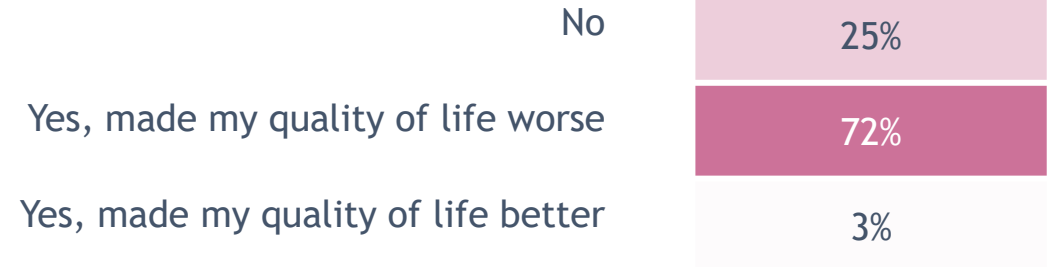 No 25%
Yes, made my quality of life worse 72%
Yes, made my quality of life better 3%